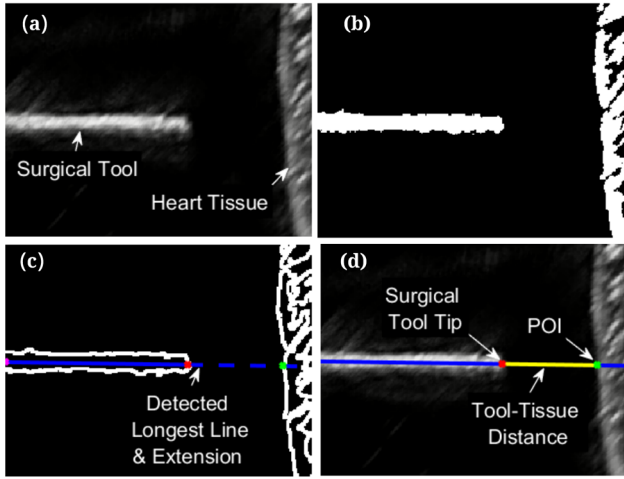 (a)
Surgical Tool
Heart Tissue
(b)
(c)
Detected
Longest Line
& Extension
(d)
Surgical
Tool Tip
POI
Tool-Tissue
Distance